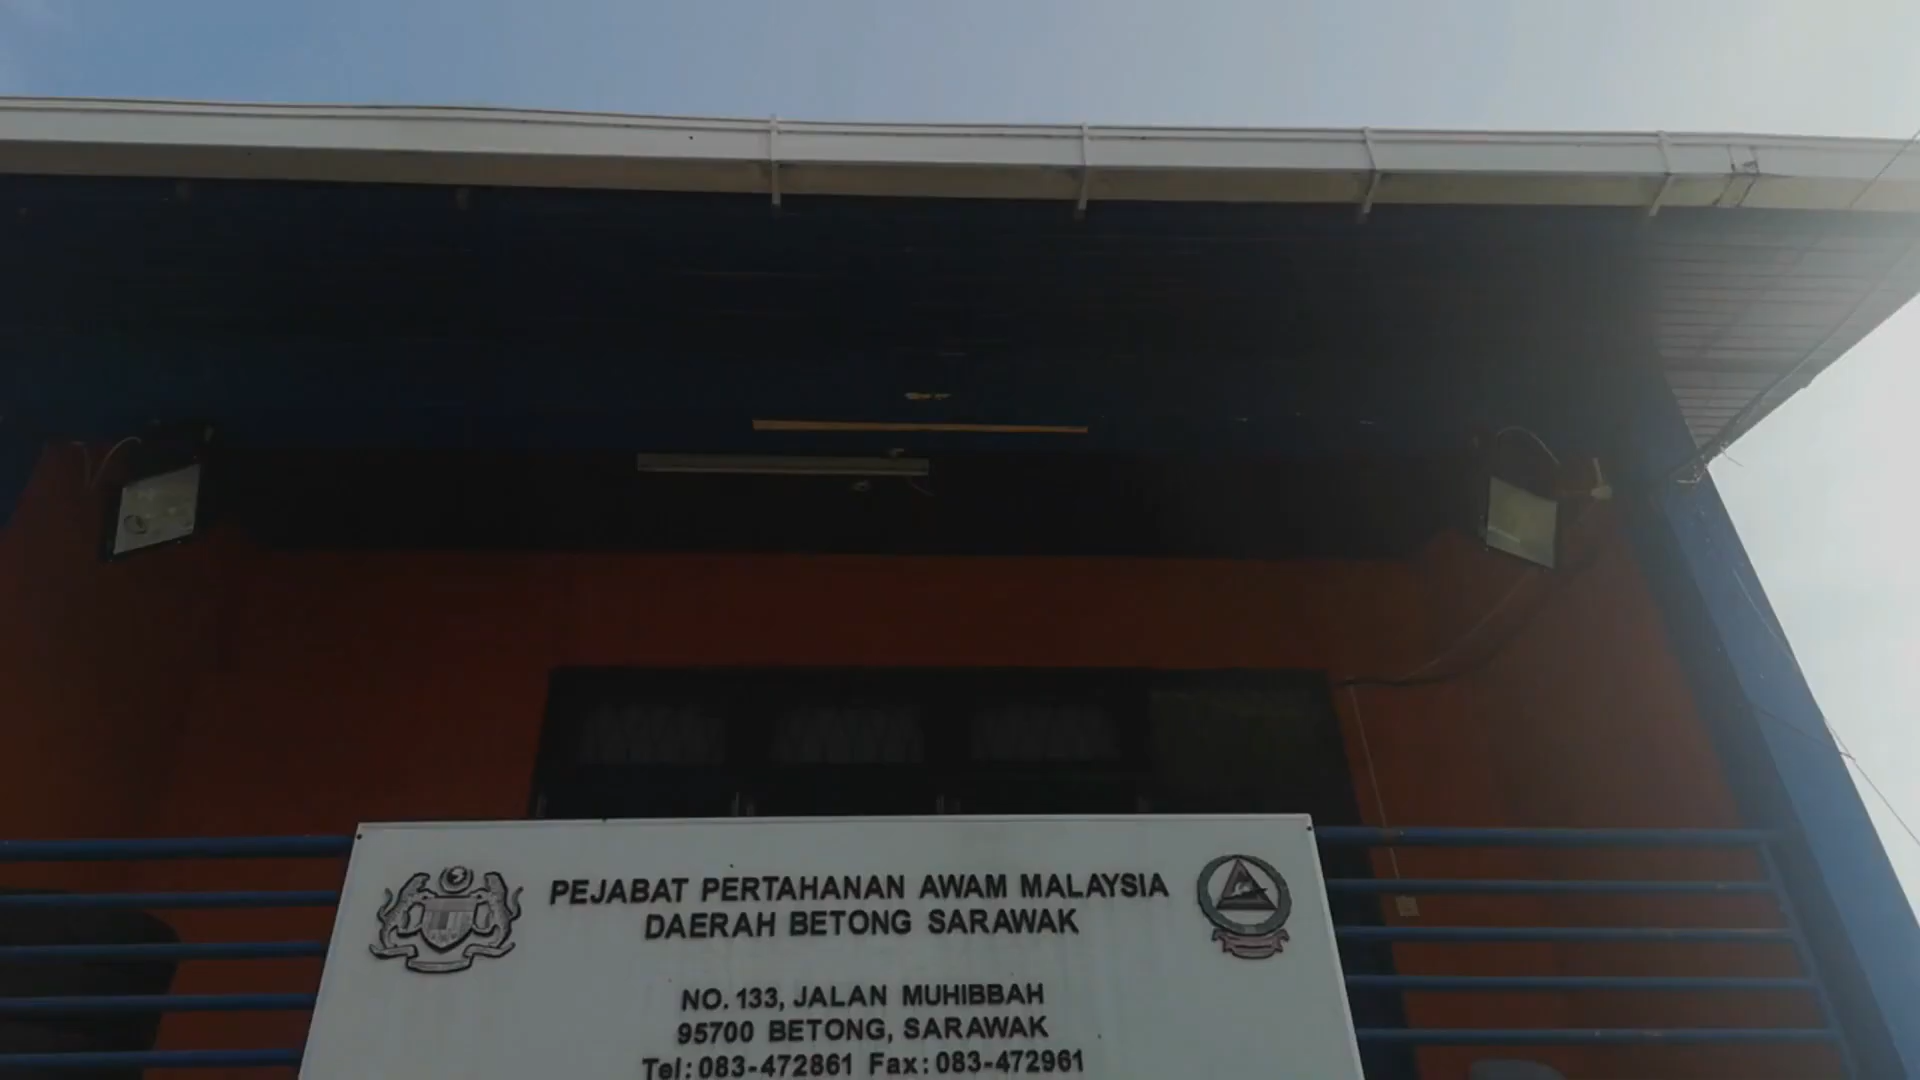 PEJABAT PERTAHANAN AWAM MALAYSIA
DAERAH BETONG SARAWAK
NO. 133, JALAN MUHIBBAH
95700 BETONG, SARAWAK
Tel: 083-472861 Fax: 083-472961